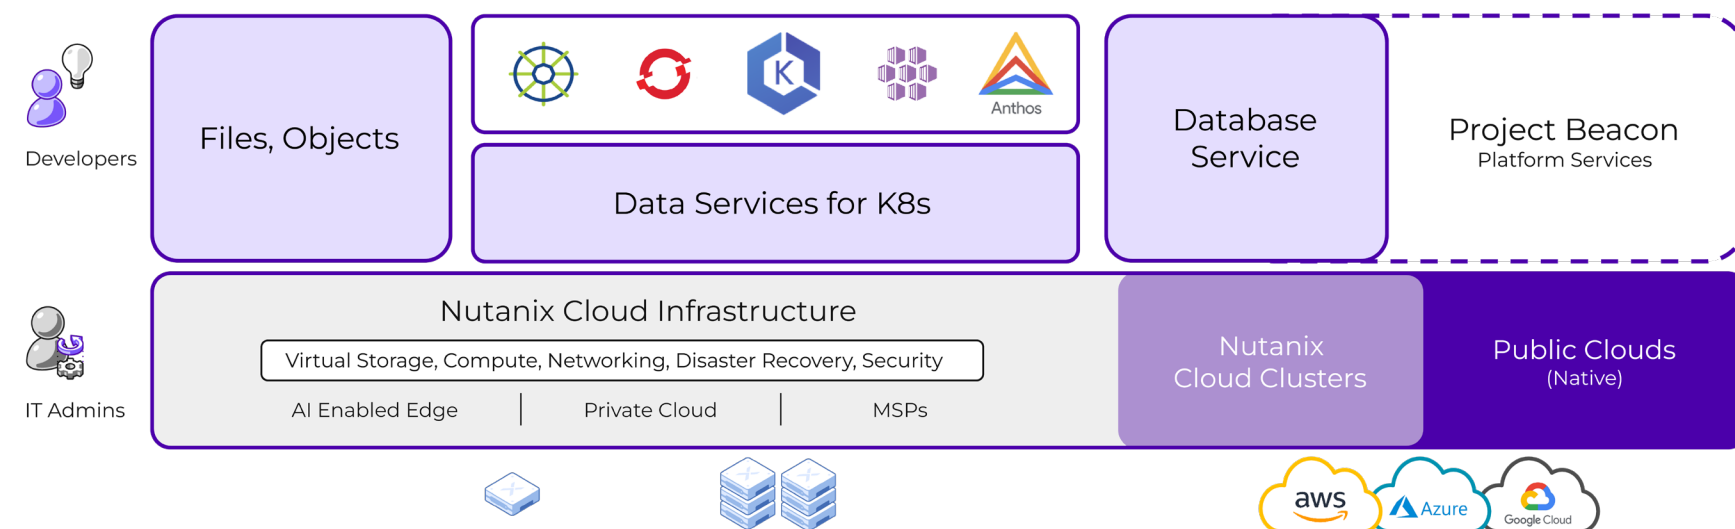 Developers
Files, Objects
K
Anthos
Data Services for K8s
Database
Service
Project Beacon
Platform Services
IT Admins
Nutanix Cloud Infrastructure
Virtual Storage, Compute, Networking, Disaster Recovery, Security
AI Enabled Edge
Private Cloud
MSPs
Nutanix
Cloud Clusters
Public Clouds
(Native)
aws
Azure
Google Cloud